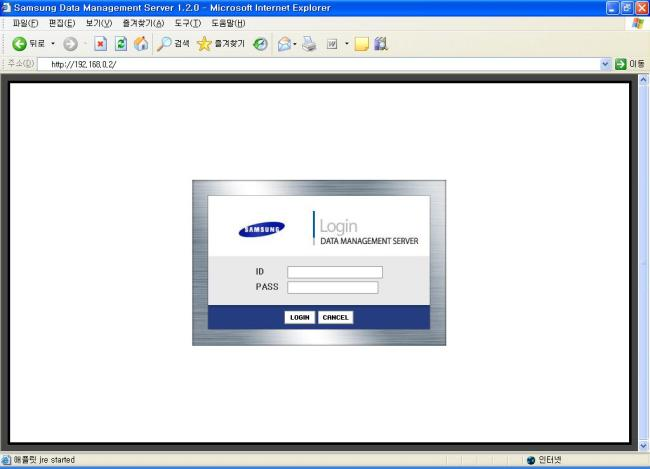 Samsung Data Management Server 1.2.0 - Microsoft Internet Explorer
파일(F) 편집(E) 보기(V) 즐겨찾기(A) 도구(T) 도움말(H)
뒤로 검색 즐겨찾기
주소(D) http://192.168.0.2/ 이동
SAMSUNG
Login
DATA MANAGEMENT SERVER
ID
PASS
LOGIN CANCEL
애플릿 jre started 인터넷